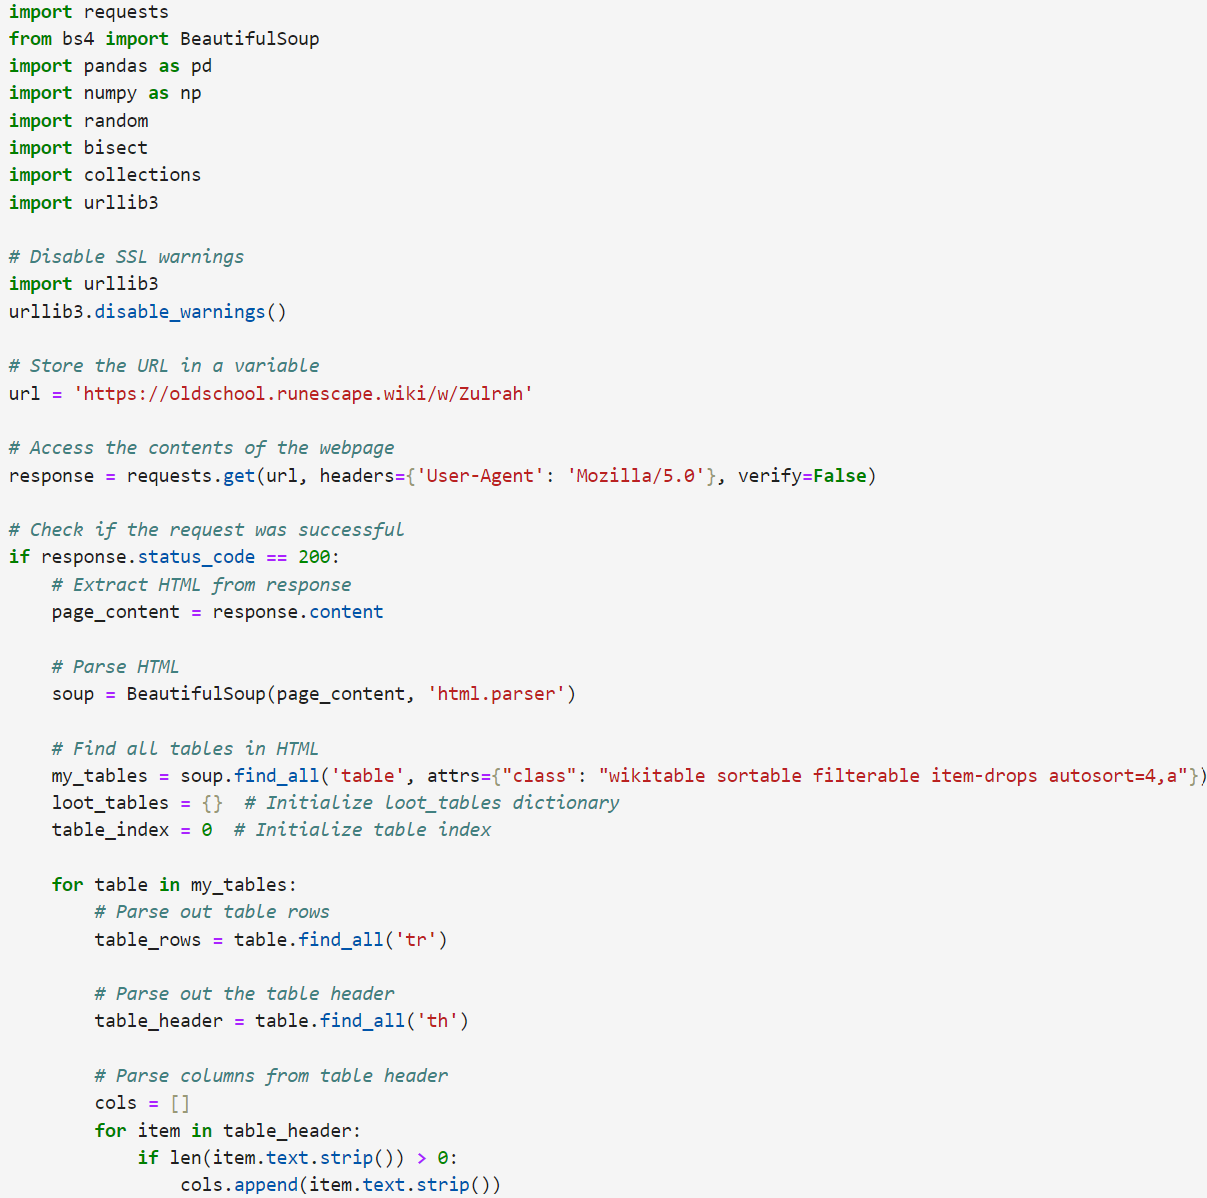 import requests
from bs4 import BeautifulSoup
import pandas as pd
import numpy as np
import random
import bisect
import collections
import urllib3

# Disable SSL warnings
import urllib3
urllib3.disable_warnings()

# Store the URL in a variable
url = 'https://oldschool.runescape.wiki/w/Zulrah'

# Access the contents of the webpage
response = requests.get(url, headers={'User-Agent': 'Mozilla/5.0'}, verify=False)

# Check if the request was successful
if response.status_code == 200:
    # Extract HTML from response
    page_content = response.content

    # Parse HTML
    soup = BeautifulSoup(page_content, 'html.parser')

    # Find all tables in HTML
    my_tables = soup.find_all('table', attrs={"class": "wikitable sortable filterable item-drops autosort=4,a"})
    loot_tables = {}  # Initialize loot_tables dictionary
    table_index = 0  # Initialize table index

    for table in my_tables:
        # Parse out table rows
        table_rows = table.find_all('tr')

        # Parse out the table header
        table_header = table.find_all('th')

        # Parse columns from table header
        cols = []
        for item in table_header:
            if len(item.text.strip()) > 0:
                cols.append(item.text.strip())